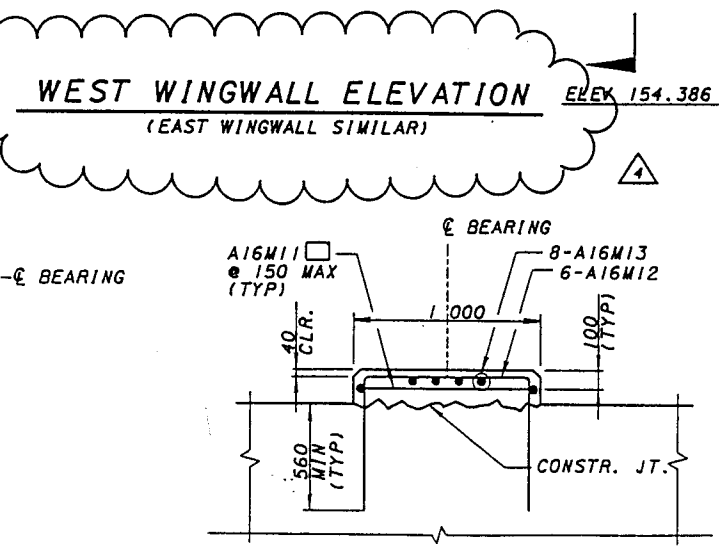 WEST WINGWALL ELEVATION
(EAST WINGWALL SIMILAR)
ELEV 154.386
4
℄ BEARING
-℄ BEARING
A16M11
@ 150 MAX
(TYP)
8-A16M13
6-A16M12
1 000
40
CLR.
100
(TYP)
560
MIN
(TYP)
CONSTR. JT.